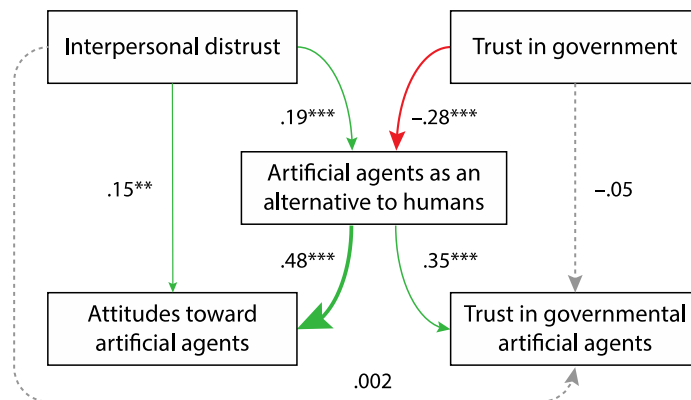 Interpersonal distrust
Trust in government
.19***
–.28***
.15**
Artificial agents as an
alternative to humans
–.05
.48***
.35***
Attitudes toward
artificial agents
Trust in governmental
artificial agents
.002